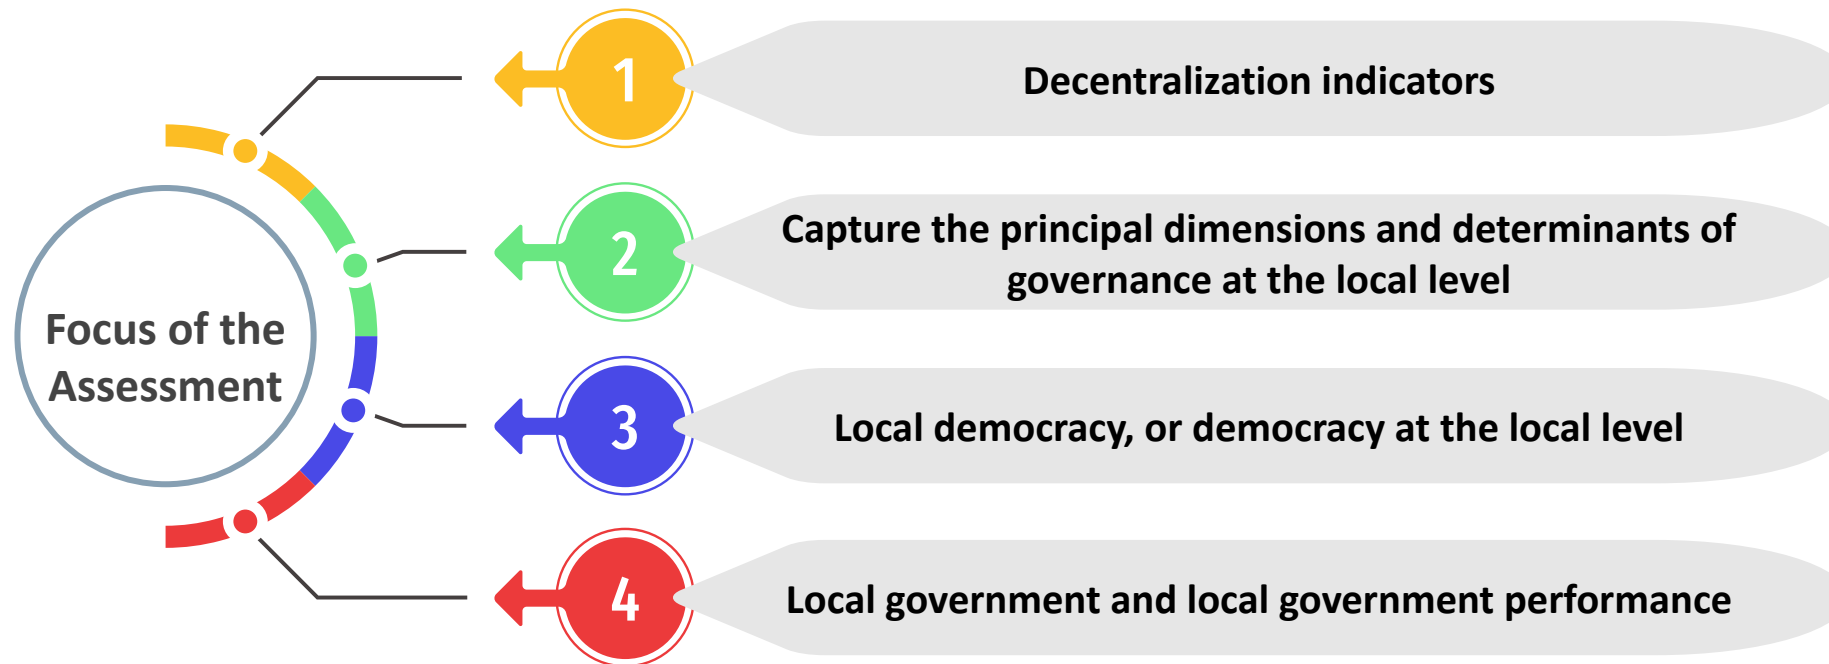 Focus of the
Assessment
1
Decentralization indicators
2
Capture the principal dimensions and determinants of
governance at the local level
3
Local democracy, or democracy at the local level
4
Local government and local government performance